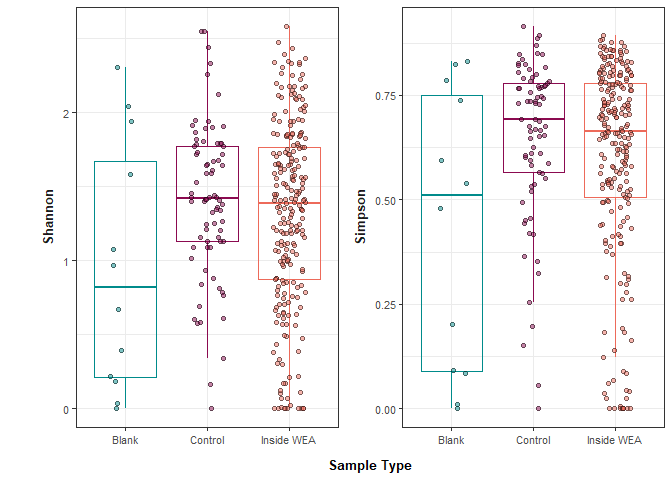 Shannon
2
1
0
Blank
Control
Inside WEA
Simpson
0.75
0.50
0.25
0.00
Blank
Control
Inside WEA
Sample Type